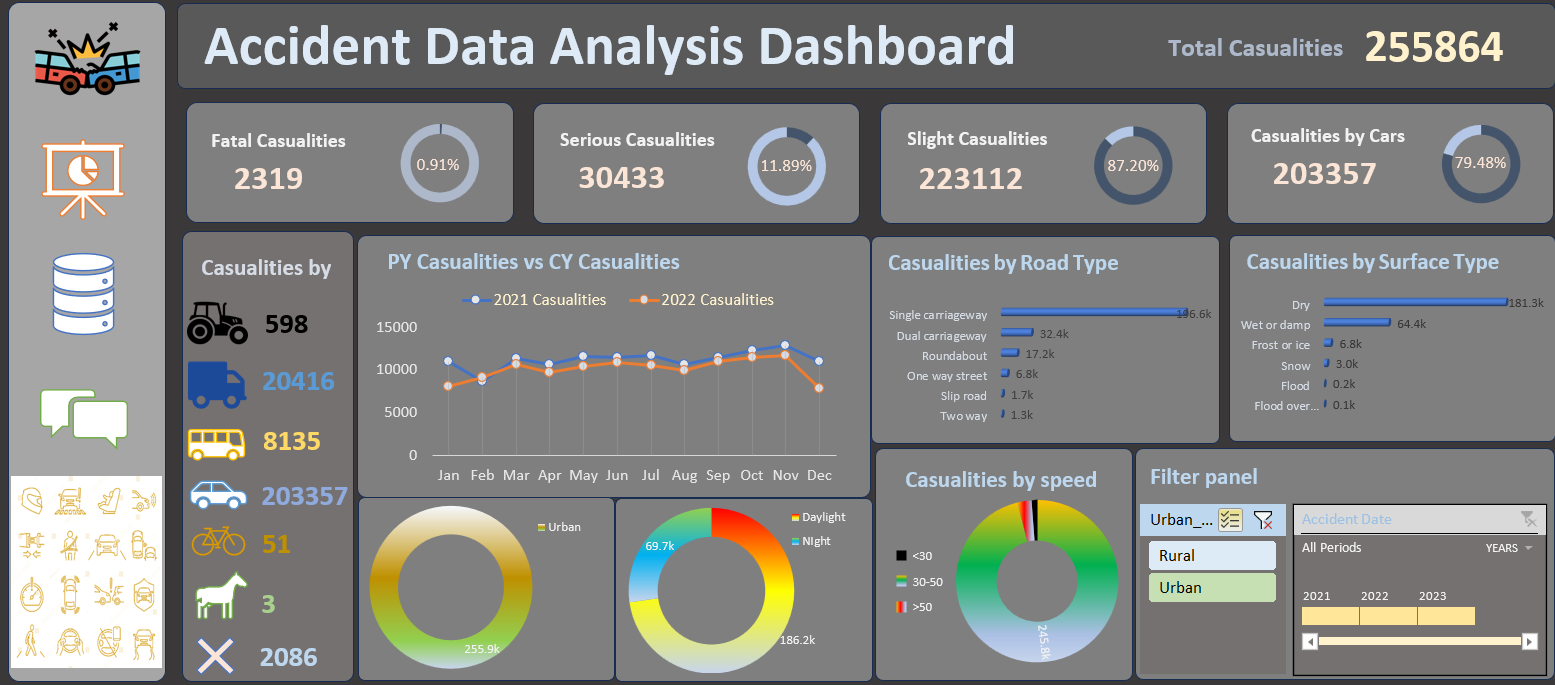 Accident Data Analysis Dashboard
Total Casualities 255864
Fatal Casualities
2319
0.91%
Serious Casualities
30433
11.89%
Slight Casualities
223112
87.20%
Casualities by Cars
203357
79.48%
Casualities by
598
20416
8135
203357
51
3
2086
PY Casualities vs CY Casualities
2021 Casualities 2022 Casualities
15000
10000
5000
0
Jan Feb Mar Apr May Jun Jul Aug Sep Oct Nov Dec
Casualities by Road Type
Single carriageway 196.6k
Dual carriageway 32.4k
Roundabout 17.2k
One way street 6.8k
Slip road 1.7k
Two way 1.3k
Casualities by Surface Type
Dry 181.3k
Wet or damp 64.4k
Frost or ice 6.8k
Snow 3.0k
Flood 0.2k
Flood over... 0.1k
Urban
255.9k
Daylight
NIght
69.7k
186.2k
Casualities by speed
<30
30-50
>50
245.8k
Filter panel
Urban_...
Rural
Urban
Accident Date
All Periods YEARS
2021 2022 2023